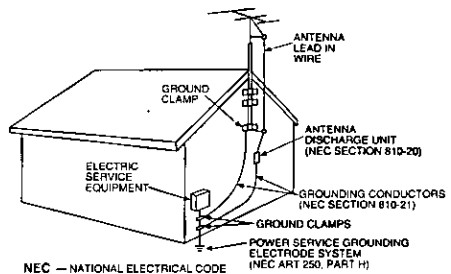 ANTENNA
LEAD IN
WIRE
GROUND
CLAMP
ANTENNA
DISCHARGE UNIT
(NEC SECTION 810-20)
ELECTRIC
SERVICE
EQUIPMENT
GROUNDING CONDUCTORS
(NEC SECTION 810-21)
GROUND CLAMPS
POWER SERVICE GROUNDING
ELECTRODE SYSTEM
(NEC ART 250, PART H)
NEC — NATIONAL ELECTRICAL CODE